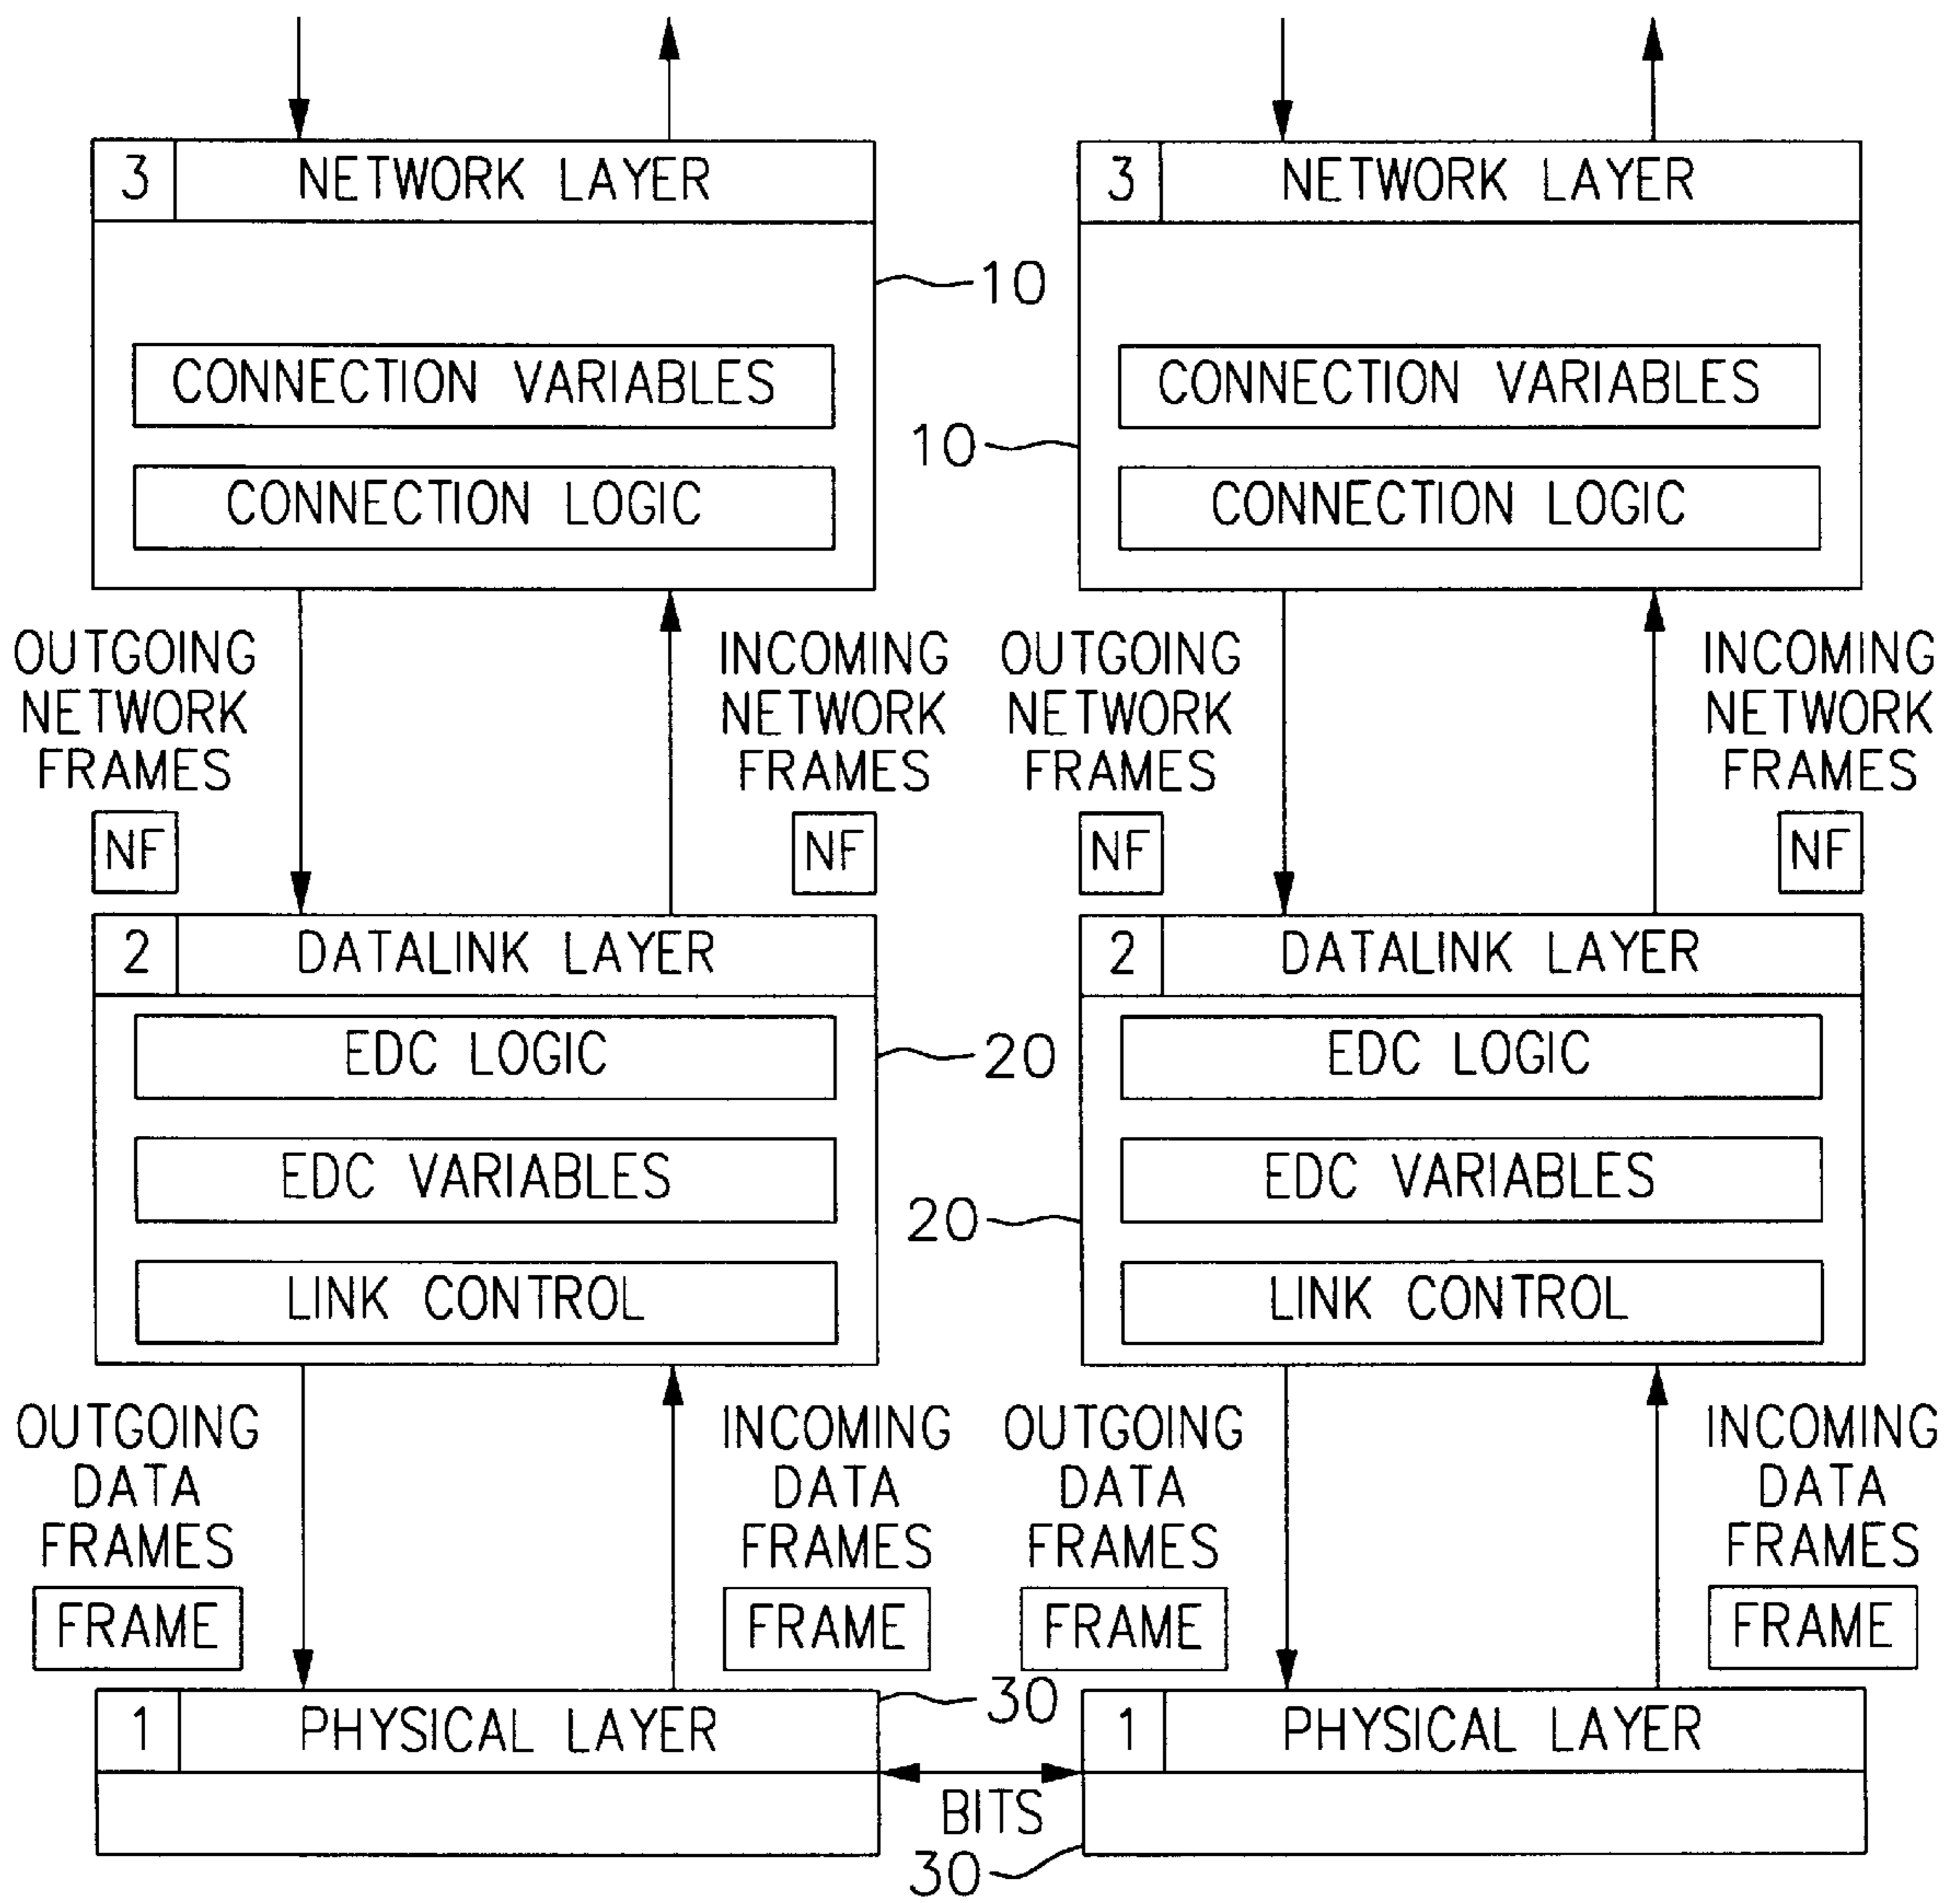 3 NETWORK LAYER
3 NETWORK LAYER
10
CONNECTION VARIABLES
CONNECTION VARIABLES
10
CONNECTION LOGIC
CONNECTION LOGIC
OUTGOING
NETWORK
FRAMES
NF
INCOMING
NETWORK
FRAMES
NF
OUTGOING
NETWORK
FRAMES
NF
INCOMING
NETWORK
FRAMES
NF
2 DATALINK LAYER
2 DATALINK LAYER
EDC LOGIC
20
EDC LOGIC
EDC VARIABLES
EDC VARIABLES
20
LINK CONTROL
LINK CONTROL
OUTGOING
DATA
FRAMES
FRAME
INCOMING
DATA
FRAMES
FRAME
OUTGOING
DATA
FRAMES
FRAME
INCOMING
DATA
FRAMES
FRAME
30
1 PHYSICAL LAYER
1 PHYSICAL LAYER
BITS
30